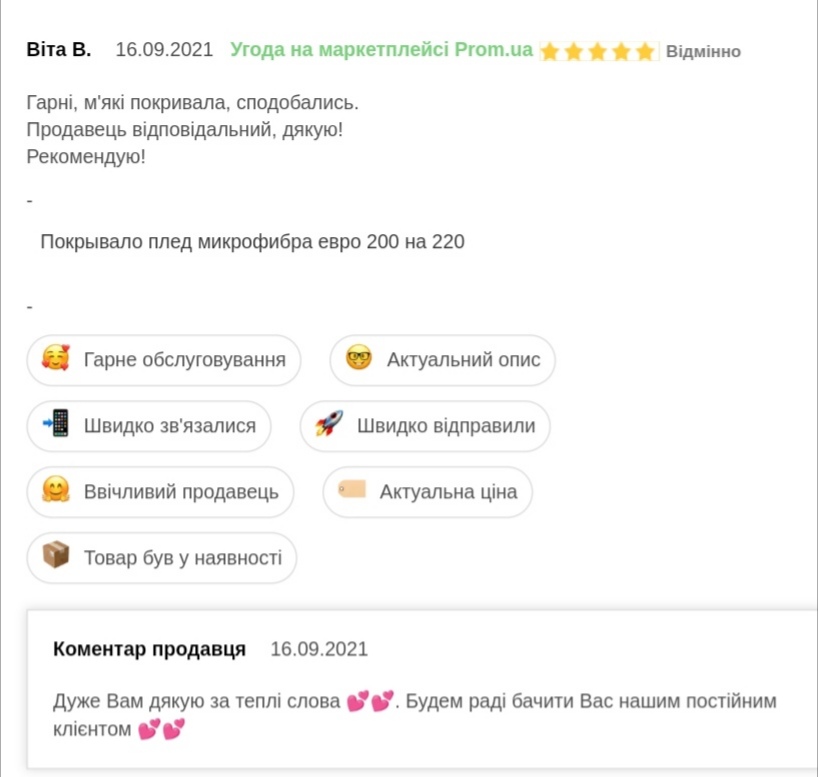 Віта В. 16.09.2021 Угода на маркетплейсі Prom.ua ⭐⭐⭐⭐⭐ Відмінно
Гарні, м'які покривала, сподобались.
Продавець відповідальний, дякую!
Рекомендую!
-
Покрывало плед микрофибра евро 200 на 220
-
🥰 Гарне обслуговування 🤓 Актуальний опис
📲 Швидко зв'язалися 🚀 Швидко відправили
🤗 Ввічливий продавець 🏷️ Актуальна ціна
📦 Товар був у наявності
Коментар продавця 16.09.2021
Дуже Вам дякую за теплі слова 💕💕. Будем раді бачити Вас нашим постійним
клієнтом 💕💕